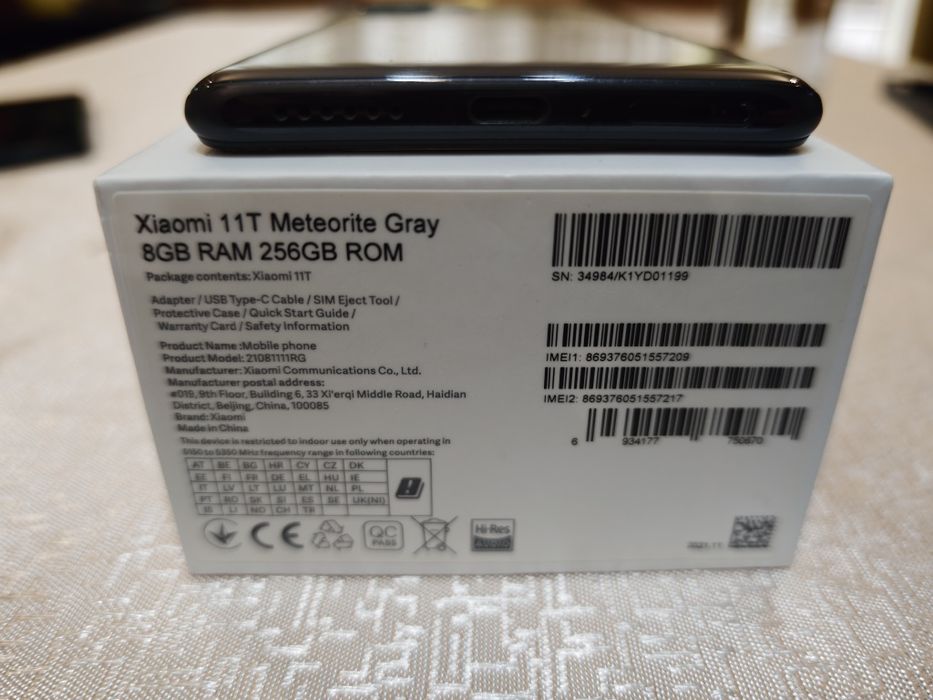 Xiaomi 11T Meteorite Gray
8GB RAM 256GB ROM
Package contents: Xiaomi 11T
Adapter / USB Type-C Cable / SIM Eject Tool /
Protective Case / Quick Start Guide /
Warranty Card / Safety Information
Product Name :Mobile phone
Product Model: 21081111RG
Manufacturer: Xiaomi Communications Co., Ltd.
Manufacturer postal address:
#019, 9th Floor, Building 6, 33 Xi'erqi Middle Road, Haidian
District, Beijing, China, 100085
Brand: Xiaomi
Made in China
This device is restricted to indoor use only when operating in
5150 to 5350 MHz frequency range in following countries:
AT BE BG HR CY CZ DK
EE FI FR DE EL HU IE
IT LV LT LU MT NL PL
PT RO SK SI ES SE UK(NI)
IS LI NO CH TR
CE
QC
PASS
Hi-Res
AUDIO
SN: 34984/K1YD01199
IMEI1: 869376051557209
IMEI2: 869376051557217
6 934177 750870
2021.11